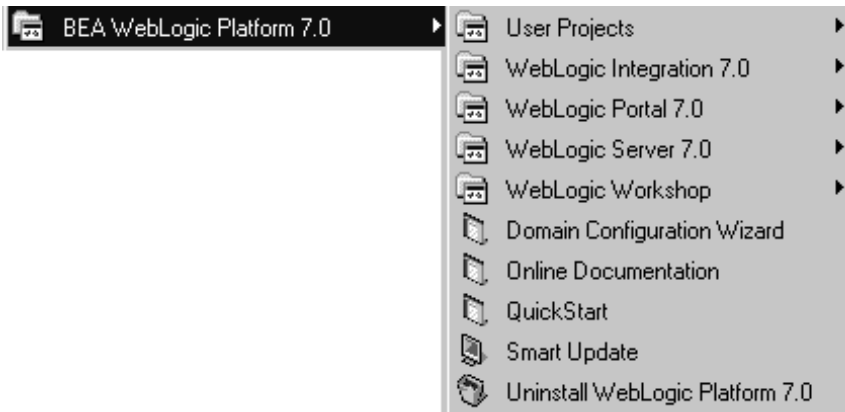 BEA WebLogic Platform 7.0
User Projects
WebLogic Integration 7.0
WebLogic Portal 7.0
WebLogic Server 7.0
WebLogic Workshop
Domain Configuration Wizard
Online Documentation
QuickStart
Smart Update
Uninstall WebLogic Platform 7.0